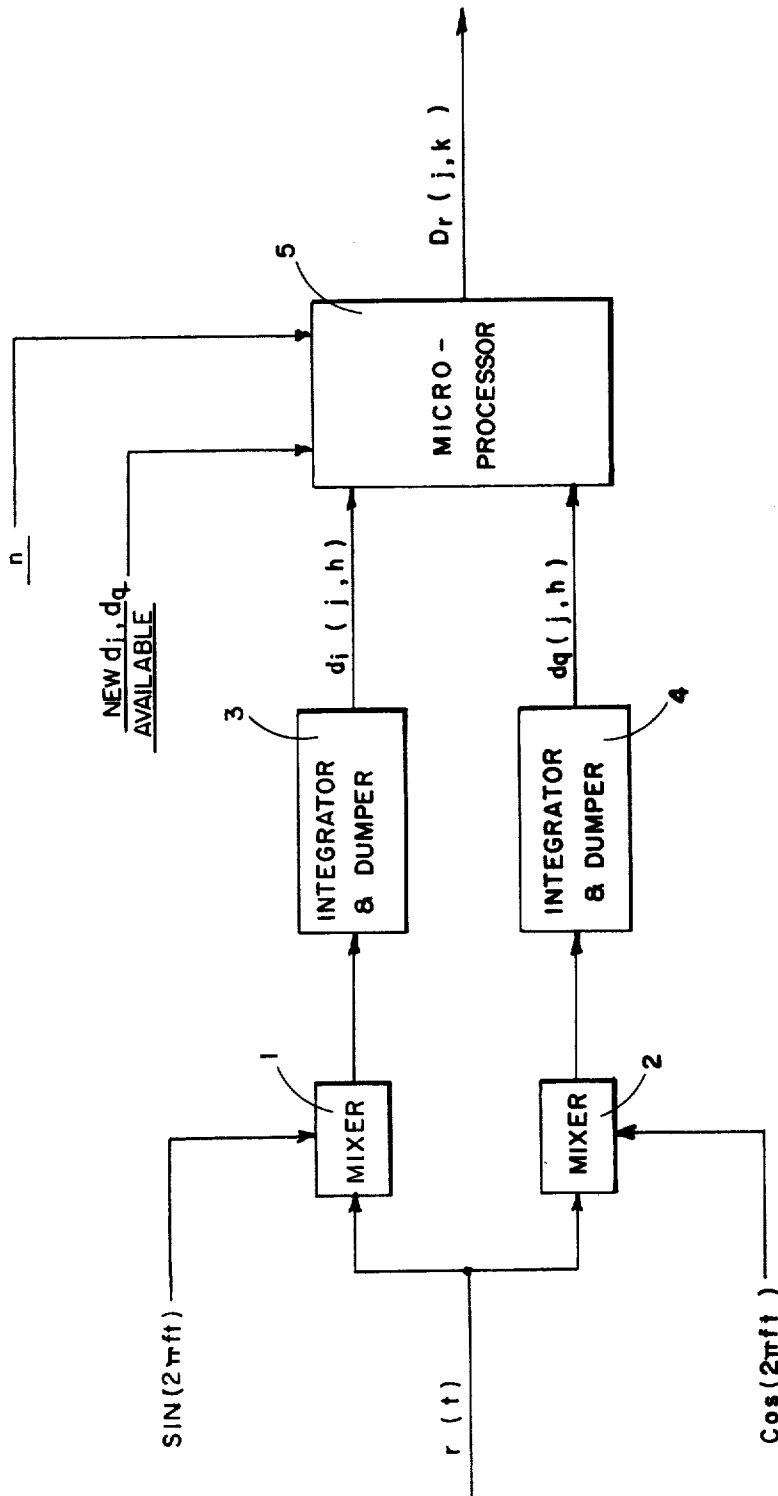 n
NEW di, dq
AVAILABLE
SIN(2πft)
1
MIXER
3
INTEGRATOR
& DUMPER
di (j,h)
5
MICRO-
PROCESSOR
Dr (j,k)
r (t)
2
MIXER
4
INTEGRATOR
& DUMPER
dq (j,h)
Cos(2πft)